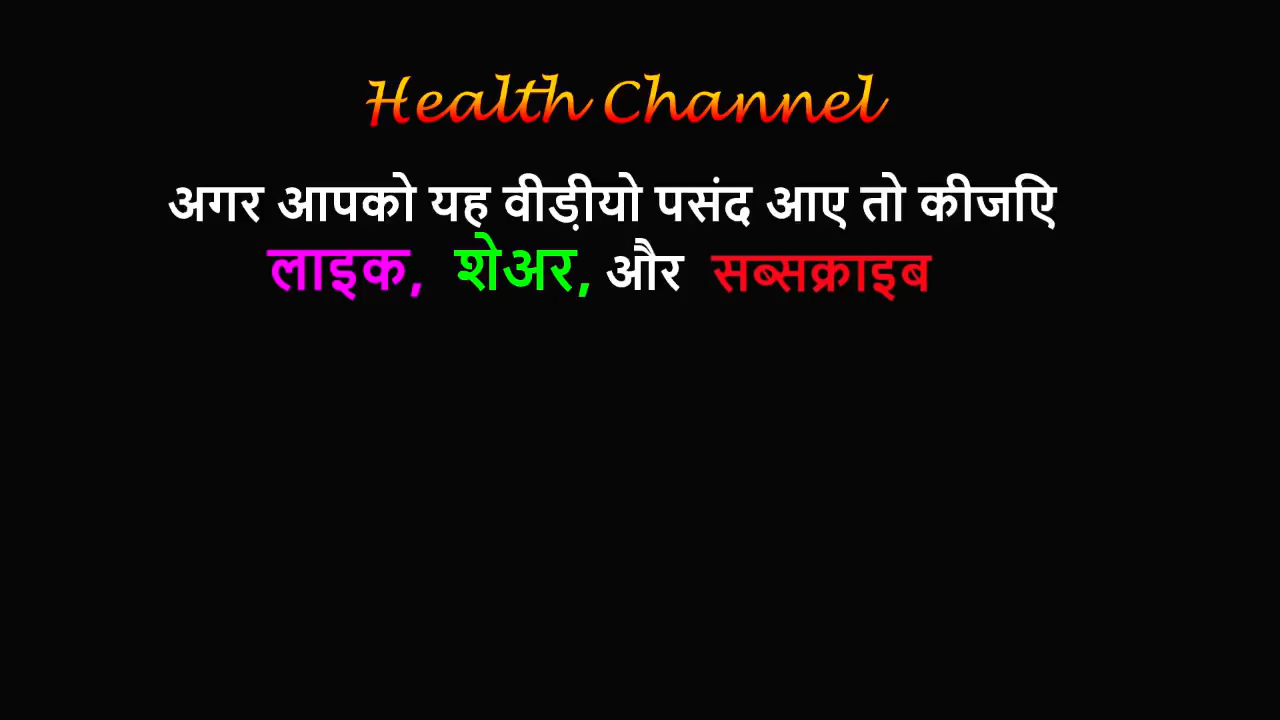 Health Channel
अगर आपको यह वीड़ीयो पसंद आए तो कीजिए
लाइक, शेअर, और सब्सक्राइब